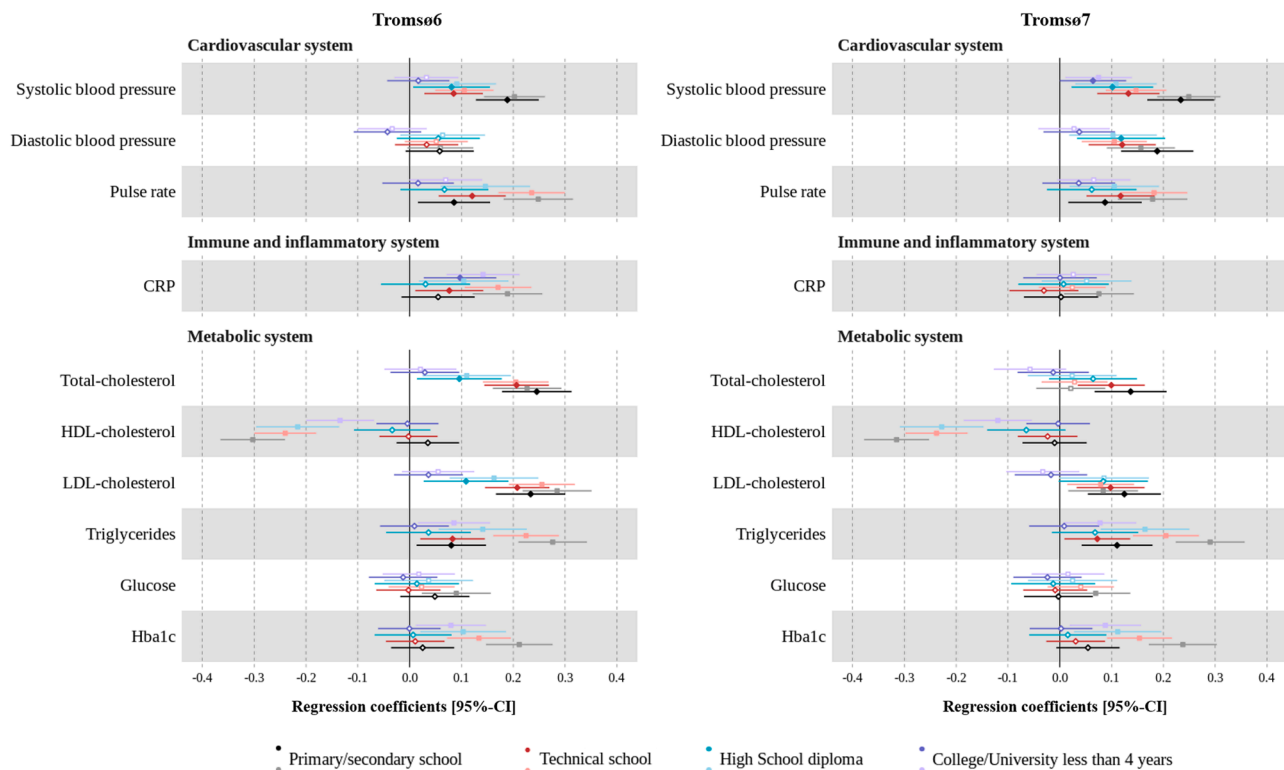 Tromsø6
Cardiovascular system
Systolic blood pressure
Diastolic blood pressure
Pulse rate
Immune and inflammatory system
CRP
Metabolic system
Total-cholesterol
HDL-cholesterol
LDL-cholesterol
Triglycerides
Glucose
Hba1c
-0.4 -0.3 -0.2 -0.1 0.0 0.1 0.2 0.3 0.4
Regression coefficients [95%-CI]
Tromsø7
Cardiovascular system
Systolic blood pressure
Diastolic blood pressure
Pulse rate
Immune and inflammatory system
CRP
Metabolic system
Total-cholesterol
HDL-cholesterol
LDL-cholesterol
Triglycerides
Glucose
Hba1c
-0.4 -0.3 -0.2 -0.1 0.0 0.1 0.2 0.3 0.4
Regression coefficients [95%-CI]
Primary/secondary school Technical school High School diploma College/University less than 4 years